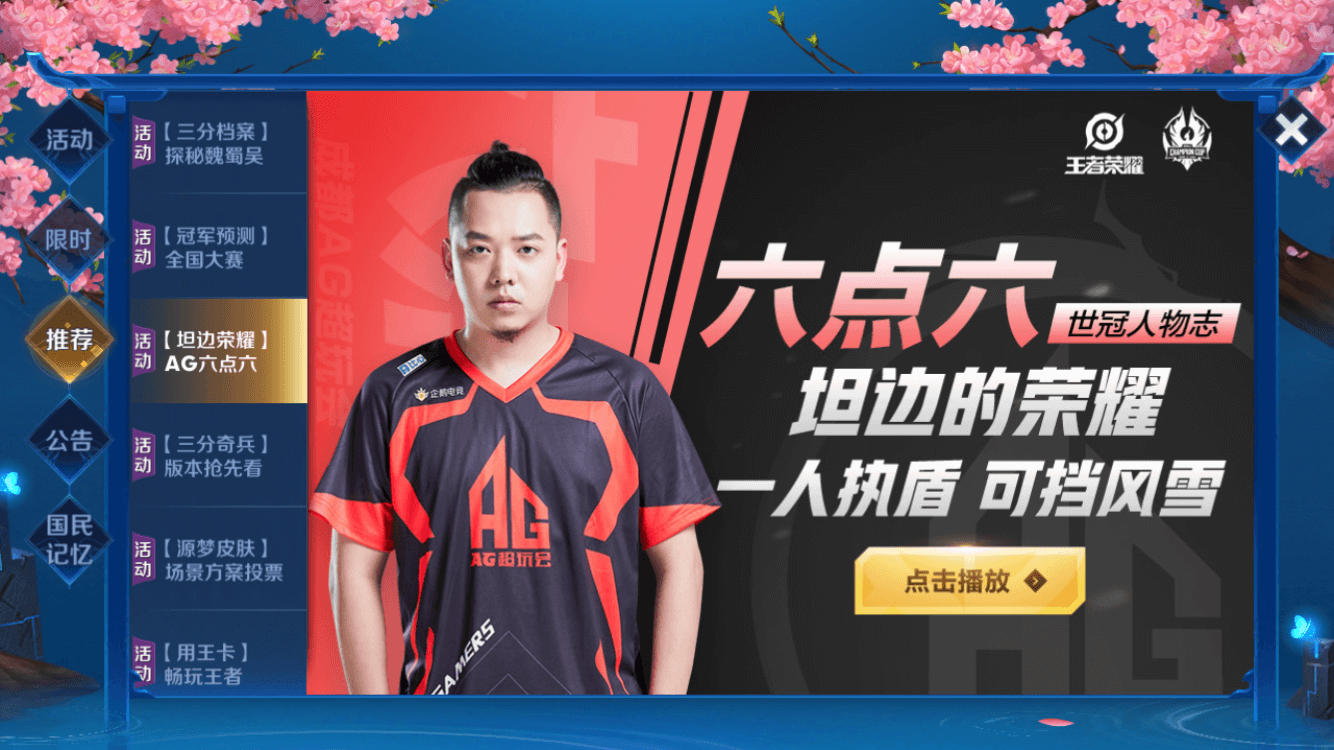 活动
限时
推荐
公告
国民
记忆
活动
【三分档案】
探秘魏蜀吴
活动
【冠军预测】
全国大赛
活动
【坦边荣耀】
AG六点六
活动
【三分奇兵】
版本抢先看
活动
【源梦皮肤】
场景方案投票
活动
【用王卡】
畅玩王者
成都AG超玩会
企鹅电竞
AG
AG超玩会
GAMERS
王者荣耀
CHAMPION CUP
六点六
世冠人物志
坦边的荣耀
一人执盾 可挡风雪
点击播放
AG